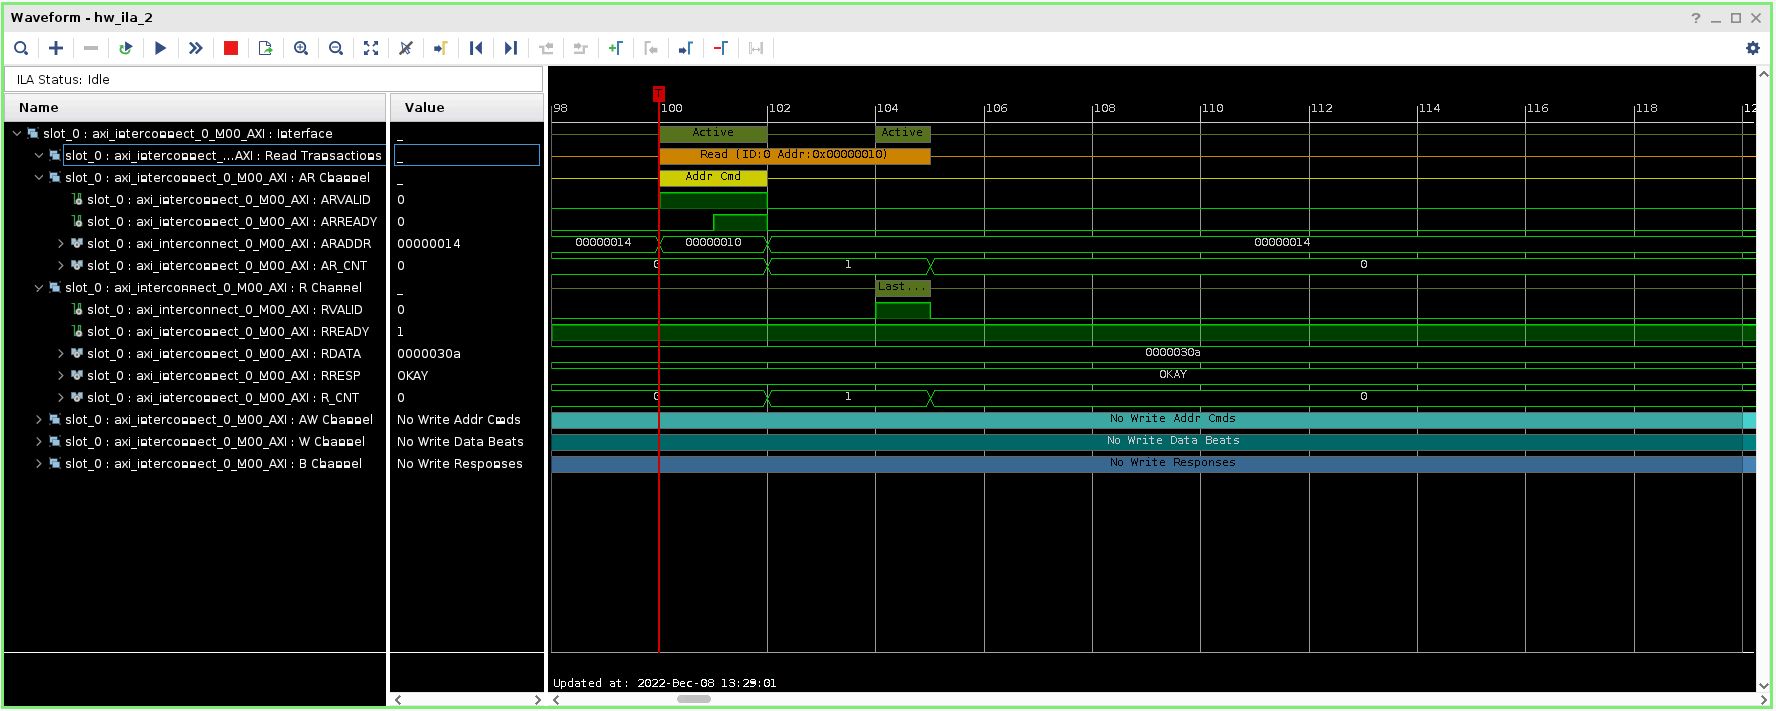 Waveform - hw_ila_2
ILA Status: Idle
Name Value
98 100 102 104 106 108 110 112 114 116 118 12
slot_0 : axi_interconnect_0_M00_AXI : Interface _ Active Active
slot_0 : axi_interconnect_...AXI : Read Transactions _ Read (ID:0 Addr:0x00000010)
slot_0 : axi_interconnect_0_M00_AXI : AR Channel _ Addr Cmd
slot_0 : axi_interconnect_0_M00_AXI : ARVALID 0
slot_0 : axi_interconnect_0_M00_AXI : ARREADY 0
slot_0 : axi_interconnect_0_M00_AXI : ARADDR 00000014 00000014 00000010 00000014
slot_0 : axi_interconnect_0_M00_AXI : AR_CNT 0 0 1 0
slot_0 : axi_interconnect_0_M00_AXI : R Channel _ Last...
slot_0 : axi_interconnect_0_M00_AXI : RVALID 0
slot_0 : axi_interconnect_0_M00_AXI : RREADY 1
slot_0 : axi_interconnect_0_M00_AXI : RDATA 0000030a 0000030a
slot_0 : axi_interconnect_0_M00_AXI : RRESP OKAY OKAY
slot_0 : axi_interconnect_0_M00_AXI : R_CNT 0 0 1 0
slot_0 : axi_interconnect_0_M00_AXI : AW Channel No Write Addr Cmds No Write Addr Cmds
slot_0 : axi_interconnect_0_M00_AXI : W Channel No Write Data Beats No Write Data Beats
slot_0 : axi_interconnect_0_M00_AXI : B Channel No Write Responses No Write Responses
Updated at: 2022-Dec-08 13:29:01